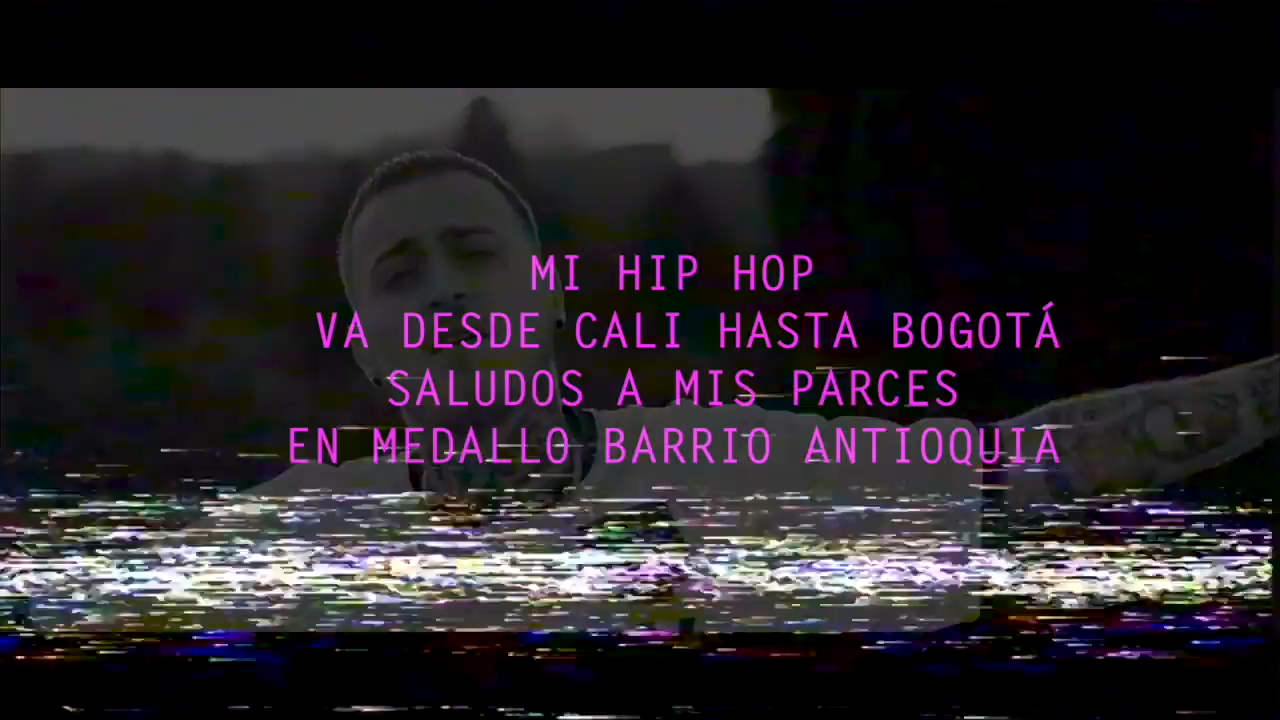 MI HIP HOP
VA DESDE CALI HASTA BOGOTÁ
SALUDOS A MIS PARCES
EN MEDALLO BARRIO ANTIOQUIA